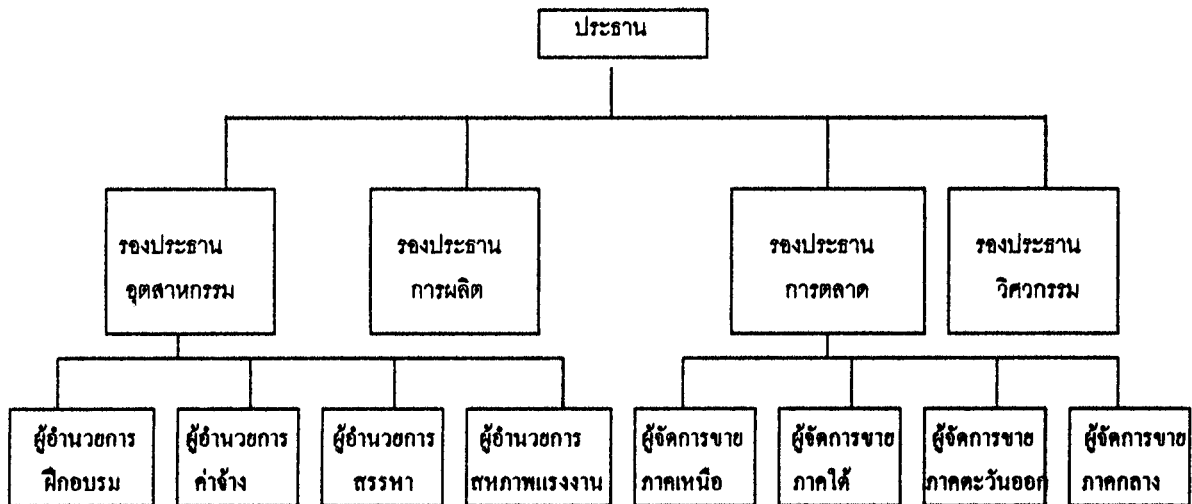 ประธาน
รองประธาน
อุตสาหกรรม
รองประธาน
การผลิต
รองประธาน
การตลาด
รองประธาน
วิศวกรรม
ผู้อำนวยการ
ฝึกอบรม
ผู้อำนวยการ
ค่าจ้าง
ผู้อำนวยการ
สรรหา
ผู้อำนวยการ
สหภาพแรงงาน
ผู้จัดการขาย
ภาคเหนือ
ผู้จัดการขาย
ภาคใต้
ผู้จัดการขาย
ภาคตะวันออก
ผู้จัดการขาย
ภาคกลาง